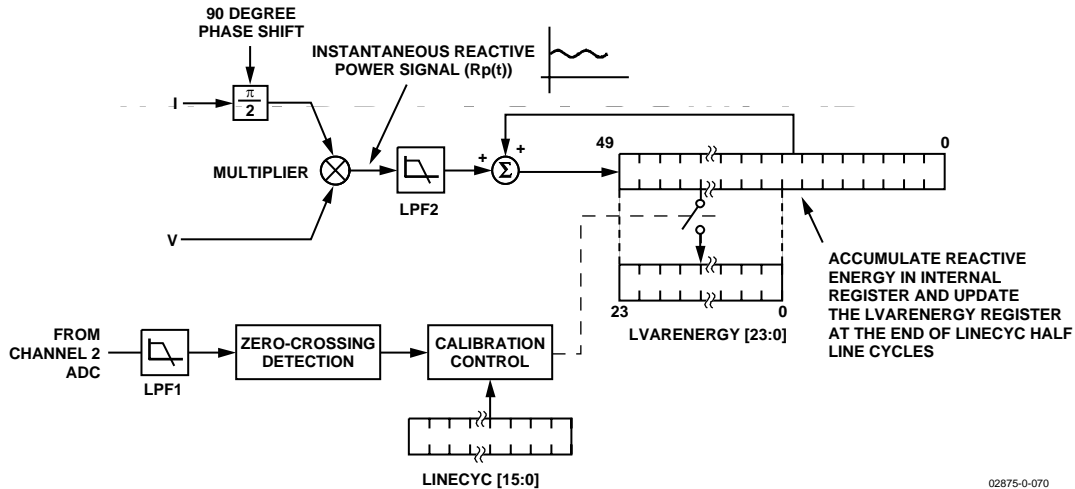 90 DEGREE
PHASE SHIFT
INSTANTANEOUS REACTIVE
POWER SIGNAL (Rp(t))
I
π
2
+
+
49
0
MULTIPLIER
Σ
LPF2
V
ACCUMULATE REACTIVE
ENERGY IN INTERNAL
REGISTER AND UPDATE
THE LVARENERGY REGISTER
AT THE END OF LINECYC HALF
LINE CYCLES
23
0
LVARENERGY [23:0]
FROM
CHANNEL 2
ADC
LPF1
ZERO-CROSSING
DETECTION
CALIBRATION
CONTROL
LINECYC [15:0]
02875-0-070